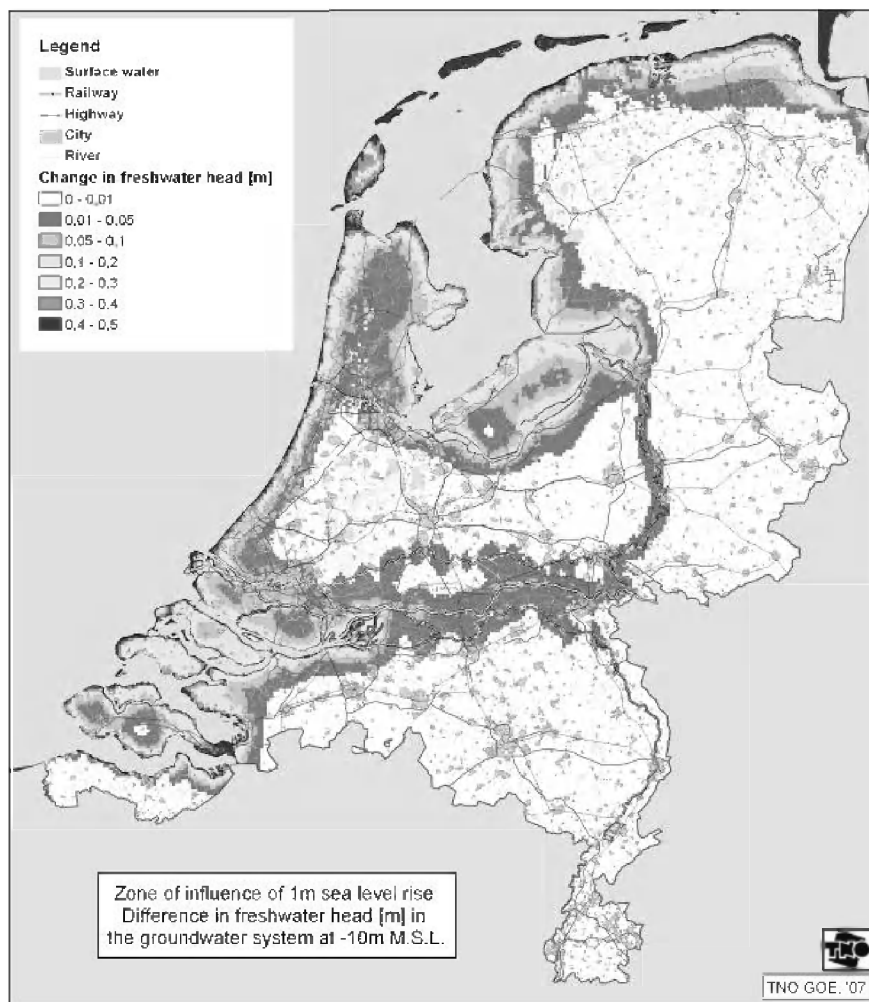 Legend
Surface water
Railway
Highway
City
River
Change in freshwater head [m]
0 - 0,01
0,01 - 0,05
0,05 - 0,1
0,1 - 0,2
0,2 - 0,3
0,3 - 0,4
0,4 - 0,5
Zone of influence of 1m sea level rise
Difference in freshwater head [m] in
the groundwater system at -10m M.S.L.
TNO
TNO GOE, '07